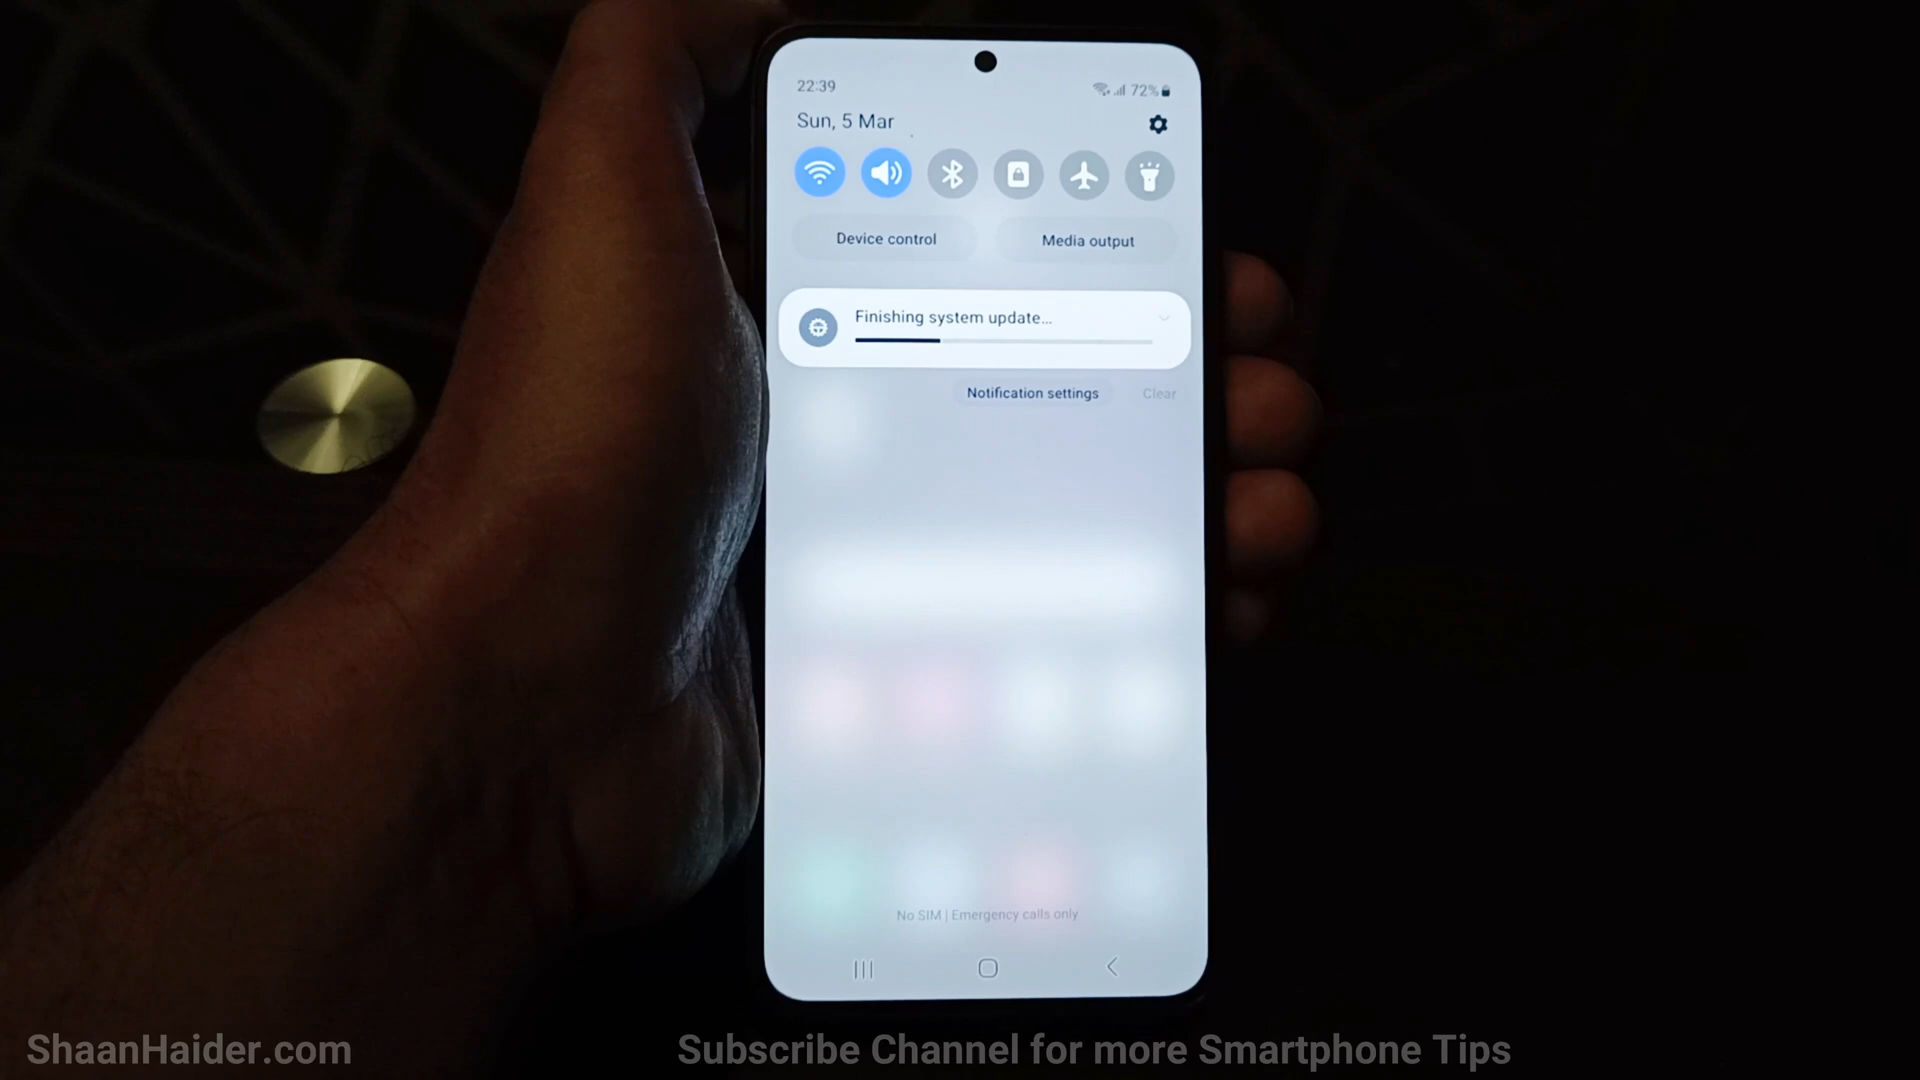 22:39
72%
Sun, 5 Mar
Device control
Media output
Finishing system update...
Notification settings
Clear
No SIM | Emergency calls only
ShaanHaider.com
Subscribe Channel for more Smartphone Tips